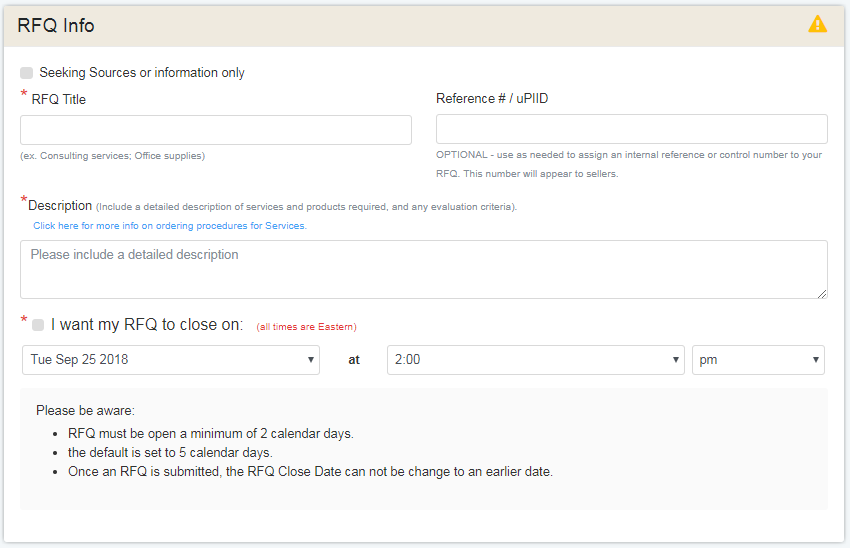 RFQ Info
Seeking Sources or information only
* RFQ Title
Reference # / uPIID
(ex. Consulting services; Office supplies)
OPTIONAL - use as needed to assign an internal reference or control number to your
RFQ. This number will appear to sellers.
*Description (Include a detailed description of services and products required, and any evaluation criteria).
Click here for more info on ordering procedures for Services.
Please include a detailed description
* I want my RFQ to close on: (all times are Eastern)
Tue Sep 25 2018 at 2:00 pm
Please be aware:
• RFQ must be open a minimum of 2 calendar days.
• the default is set to 5 calendar days.
• Once an RFQ is submitted, the RFQ Close Date can not be change to an earlier date.